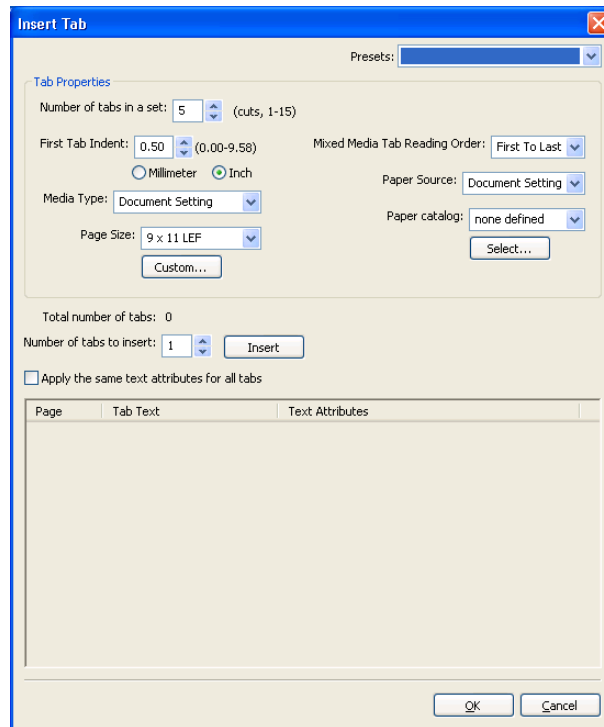 Insert Tab
Presets:
Tab Properties
Number of tabs in a set: 5 (cuts, 1-15)
First Tab Indent: 0.50 (0.00-9.58) Mixed Media Tab Reading Order: First To Last
Millimeter Inch
Paper Source: Document Setting
Media Type: Document Setting
Paper catalog: none defined
Page Size: 9 x 11 LEF
Select...
Custom...
Total number of tabs: 0
Number of tabs to insert: 1 Insert
Apply the same text attributes for all tabs
Page Tab Text Text Attributes
OK Cancel